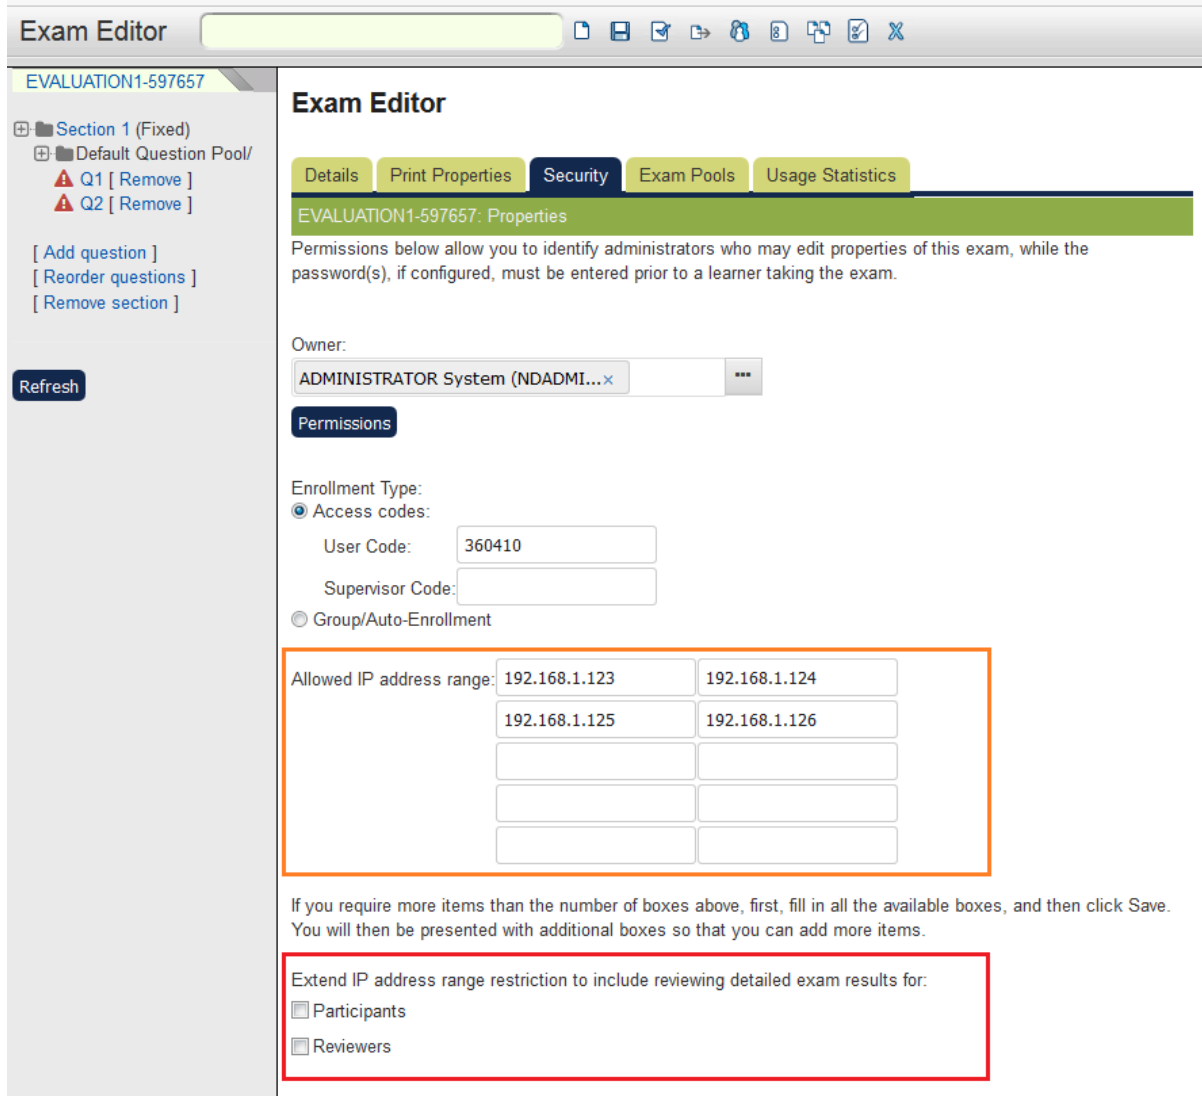 Exam Editor
EVALUATION1-597657
Section 1 (Fixed)
Default Question Pool/
Q1 [ Remove ]
Q2 [ Remove ]
[ Add question ]
[ Reorder questions ]
[ Remove section ]
Refresh
Exam Editor
Details Print Properties Security Exam Pools Usage Statistics
EVALUATION1-597657: Properties
Permissions below allow you to identify administrators who may edit properties of this exam, while the
password(s), if configured, must be entered prior to a learner taking the exam.
Owner:
ADMINISTRATOR System (NDADMI...×
Permissions
Enrollment Type:
Access codes:
User Code: 360410
Supervisor Code:
Group/Auto-Enrollment
Allowed IP address range: 192.168.1.123 192.168.1.124
192.168.1.125 192.168.1.126
If you require more items than the number of boxes above, first, fill in all the available boxes, and then click Save.
You will then be presented with additional boxes so that you can add more items.
Extend IP address range restriction to include reviewing detailed exam results for:
Participants
Reviewers